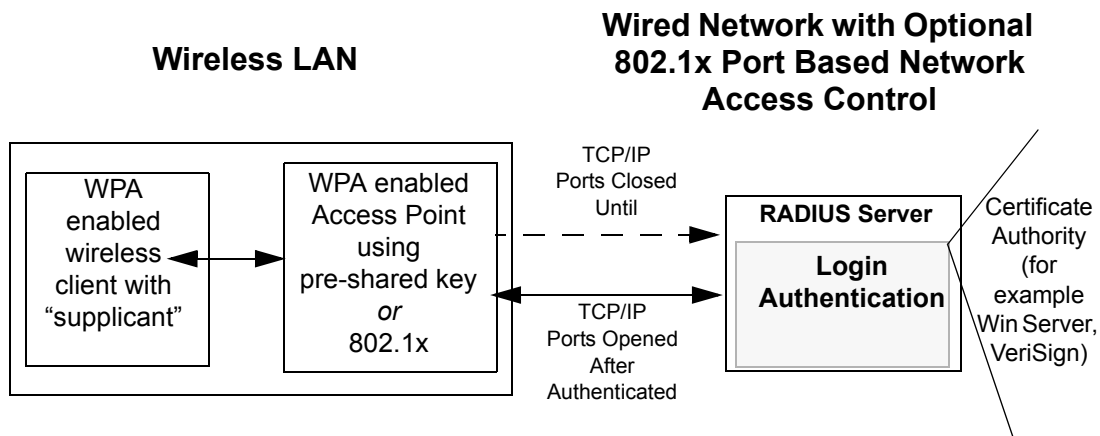 Wireless LAN
Wired Network with Optional
802.1x Port Based Network
Access Control
WPA
enabled
wireless
client with
“supplicant”
WPA enabled
Access Point
using
pre-shared key
or
802.1x
TCP/IP
Ports Closed
Until
TCP/IP
Ports Opened
After
Authenticated
RADIUS Server
Login
Authentication
Certificate
Authority
(for
example
Win Server,
VeriSign)